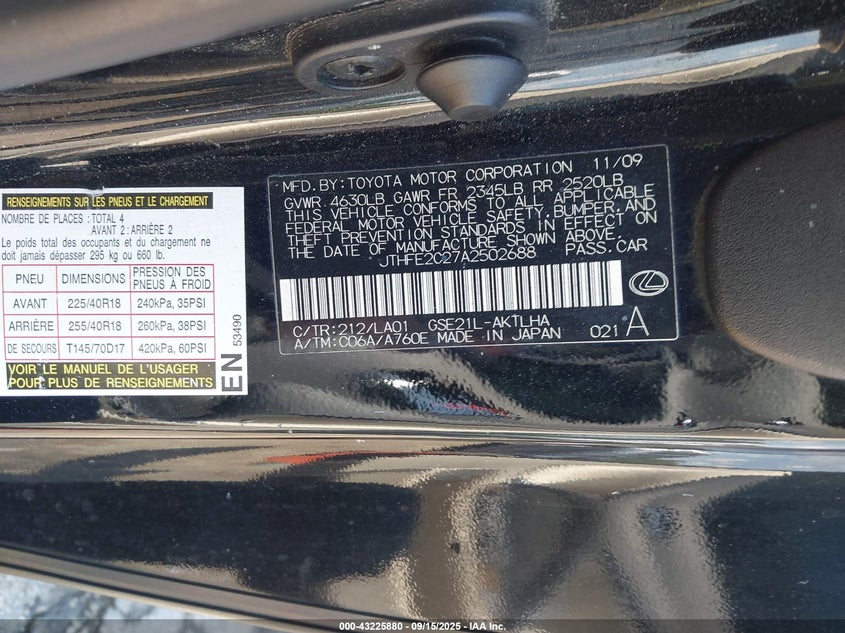 MFD.BY: TOYOTA MOTOR CORPORATION 11/09
GVWR 4630LB GAWR FR 2345LB RR 2520LB
THIS VEHICLE CONFORMS TO ALL APPLICABLE
FEDERAL MOTOR VEHICLE SAFETY, BUMPER, AND
THEFT PREVENTION STANDARDS IN EFFECT ON
THE DATE OF MANUFACTURE SHOWN ABOVE.
JTHFE2C27A2502688 PASS.CAR
C/TR:212/LA01 GSE21L-AKTLHA
A/TM:C06A/A760E MADE IN JAPAN 021 A
RENSEIGNEMENTS SUR LES PNEUS ET LE CHARGEMENT
NOMBRE DE PLACES : TOTAL 4
AVANT 2 : ARRIÈRE 2
Le poids total des occupants et du chargement ne
doit jamais dépasser 295 kg ou 660 lb.
PNEU DIMENSIONS PRESSION DES PNEUS À FROID
AVANT 225/40R18 240kPa, 35PSI
ARRIÈRE 255/40R18 260kPa, 38PSI
DE SECOURS T145/70D17 420kPa, 60PSI
VOIR LE MANUEL DE L'USAGER
POUR PLUS DE RENSEIGNEMENTS
EN 53490
000-43225880 - 09/15/2025 - IAA Inc.